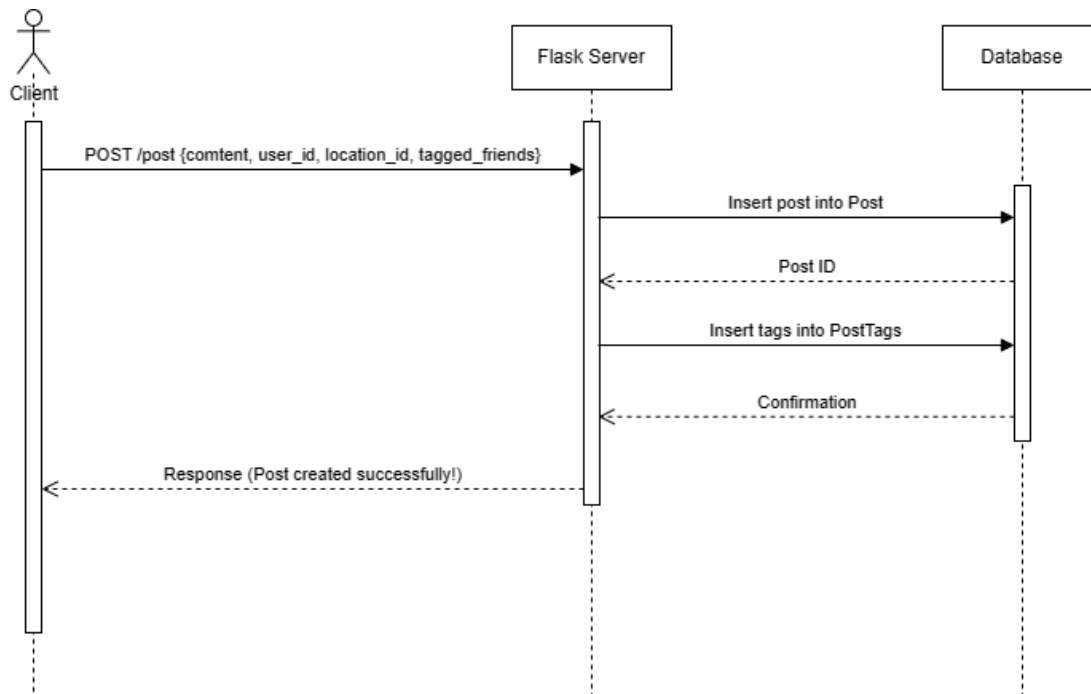 Client
Flask Server
Database
POST /post {comtent, user_id, location_id, tagged_friends}
Insert post into Post
Post ID
Insert tags into PostTags
Confirmation
Response (Post created successfully!)